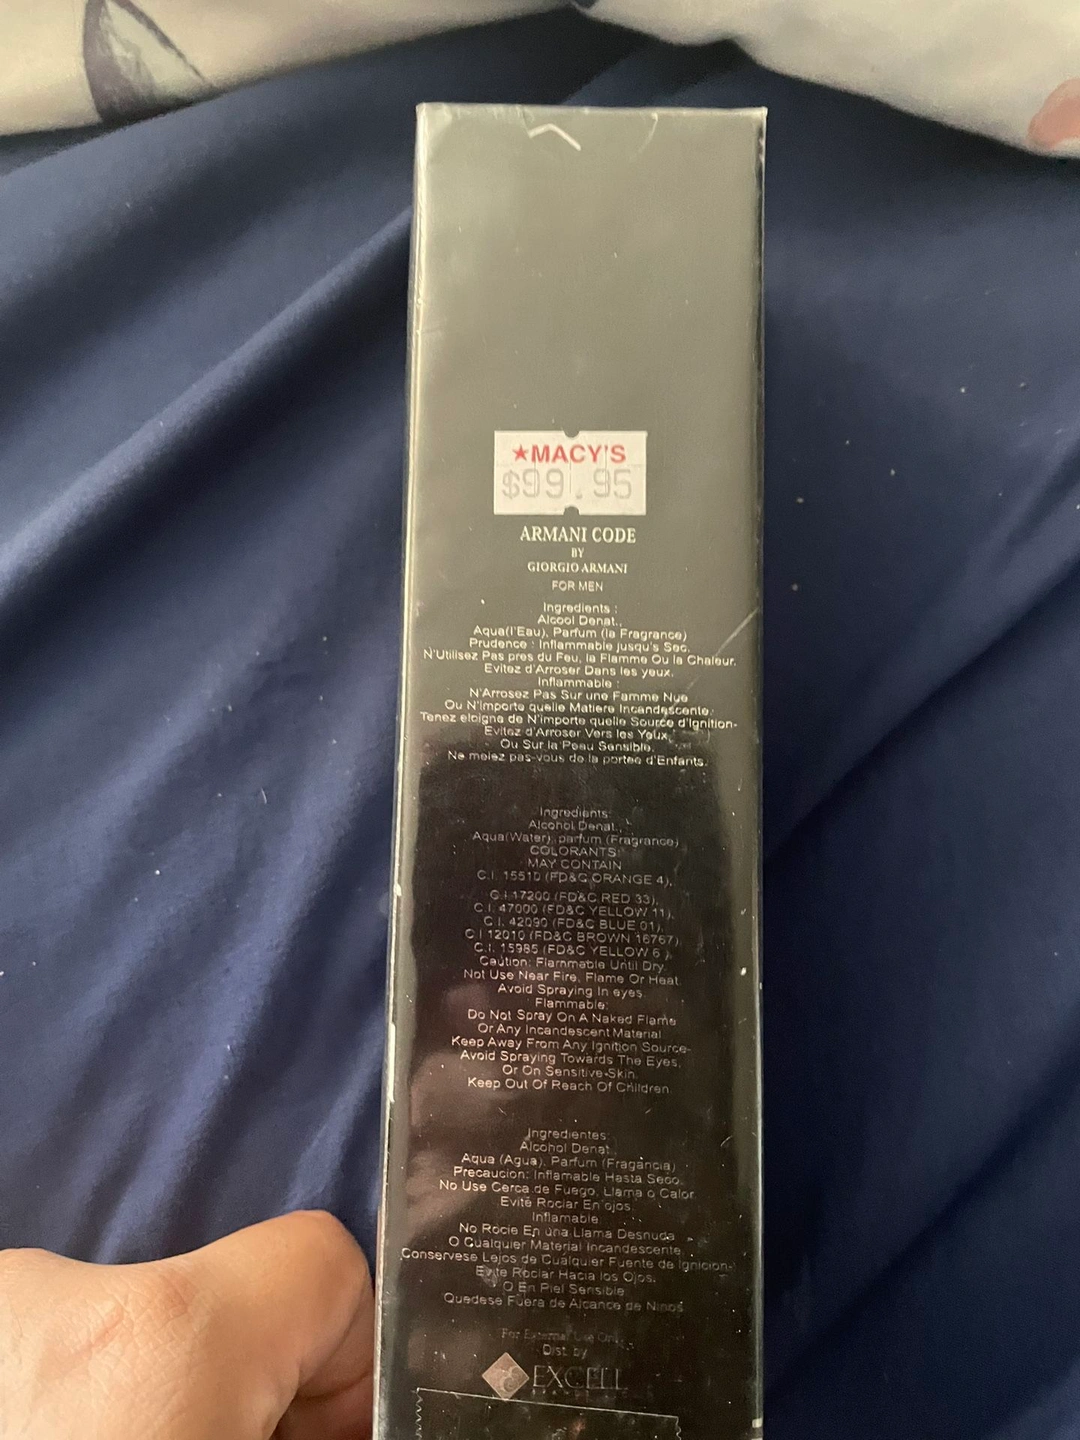 ★MACY'S
$99.95
ARMANI CODE
BY
GIORGIO ARMANI
FOR MEN
Ingredients :
Alcool Denat.,
Aqua(l'Eau), Parfum (la Fragrance)
Prudence : Inflammable jusqu's Sec.
N'Utilisez Pas pres du Feu, la Flamme Ou la Chaleur.
Evitez d'Arroser Dans les yeux.
Inflammable :
N'Arrosez Pas Sur une Famme Nue
Ou N'Importe quelle Matiere Incandescente.
Tenez eloigne de N'importe quelle Source d'Ignition-
Evitez d'Arroser Vers les Yeux,
Ou Sur la Peau Sensible.
Ne melez pas-vous de la portee d'Enfants.
Ingredients:
Alcohol Denat.,
Aqua(Water), parfum (Fragrance)
COLORANTS:
MAY CONTAIN
C.I. 15510 (FD&C ORANGE 4),
C.I 17200 (FD&C RED 33),
C.I. 47000 (FD&C YELLOW 11),
C.I. 42090 (FD&C BLUE 01),
C.I 12010 (FD&C BROWN 16767)
C.I. 15985 (FD&C YELLOW 6 ),
Caution: Flammable Until Dry.
Not Use Near Fire, Flame Or Heat.
Avoid Spraying In eyes.
Flammable:
Do Not Spray On A Naked Flame
Or Any Incandescent Material.
Keep Away From Any Ignition Source-
Avoid Spraying Towards The Eyes,
Or On Sensitive-Skin.
Keep Out Of Reach Of Children.
Ingredientes:
Alcohol Denat.,
Aqua (Agua), Parfum (Fragancia)
Precaucion: Inflamable Hasta Seco.
No Use Cerca de Fuego, Llama o Calor.
Evite Rociar En ojos.
Inflamable
No Rocie En una Llama Desnuda
O Cualquier Material Incandescente.
Conservese Lejos de Cualquier Fuente de Ignicion-
Evite Rociar Hacia los Ojos.
O En Piel Sensible
Quedese Fuera de Alcance de Ninos
For External Use Only
Dist. by
EXCELL